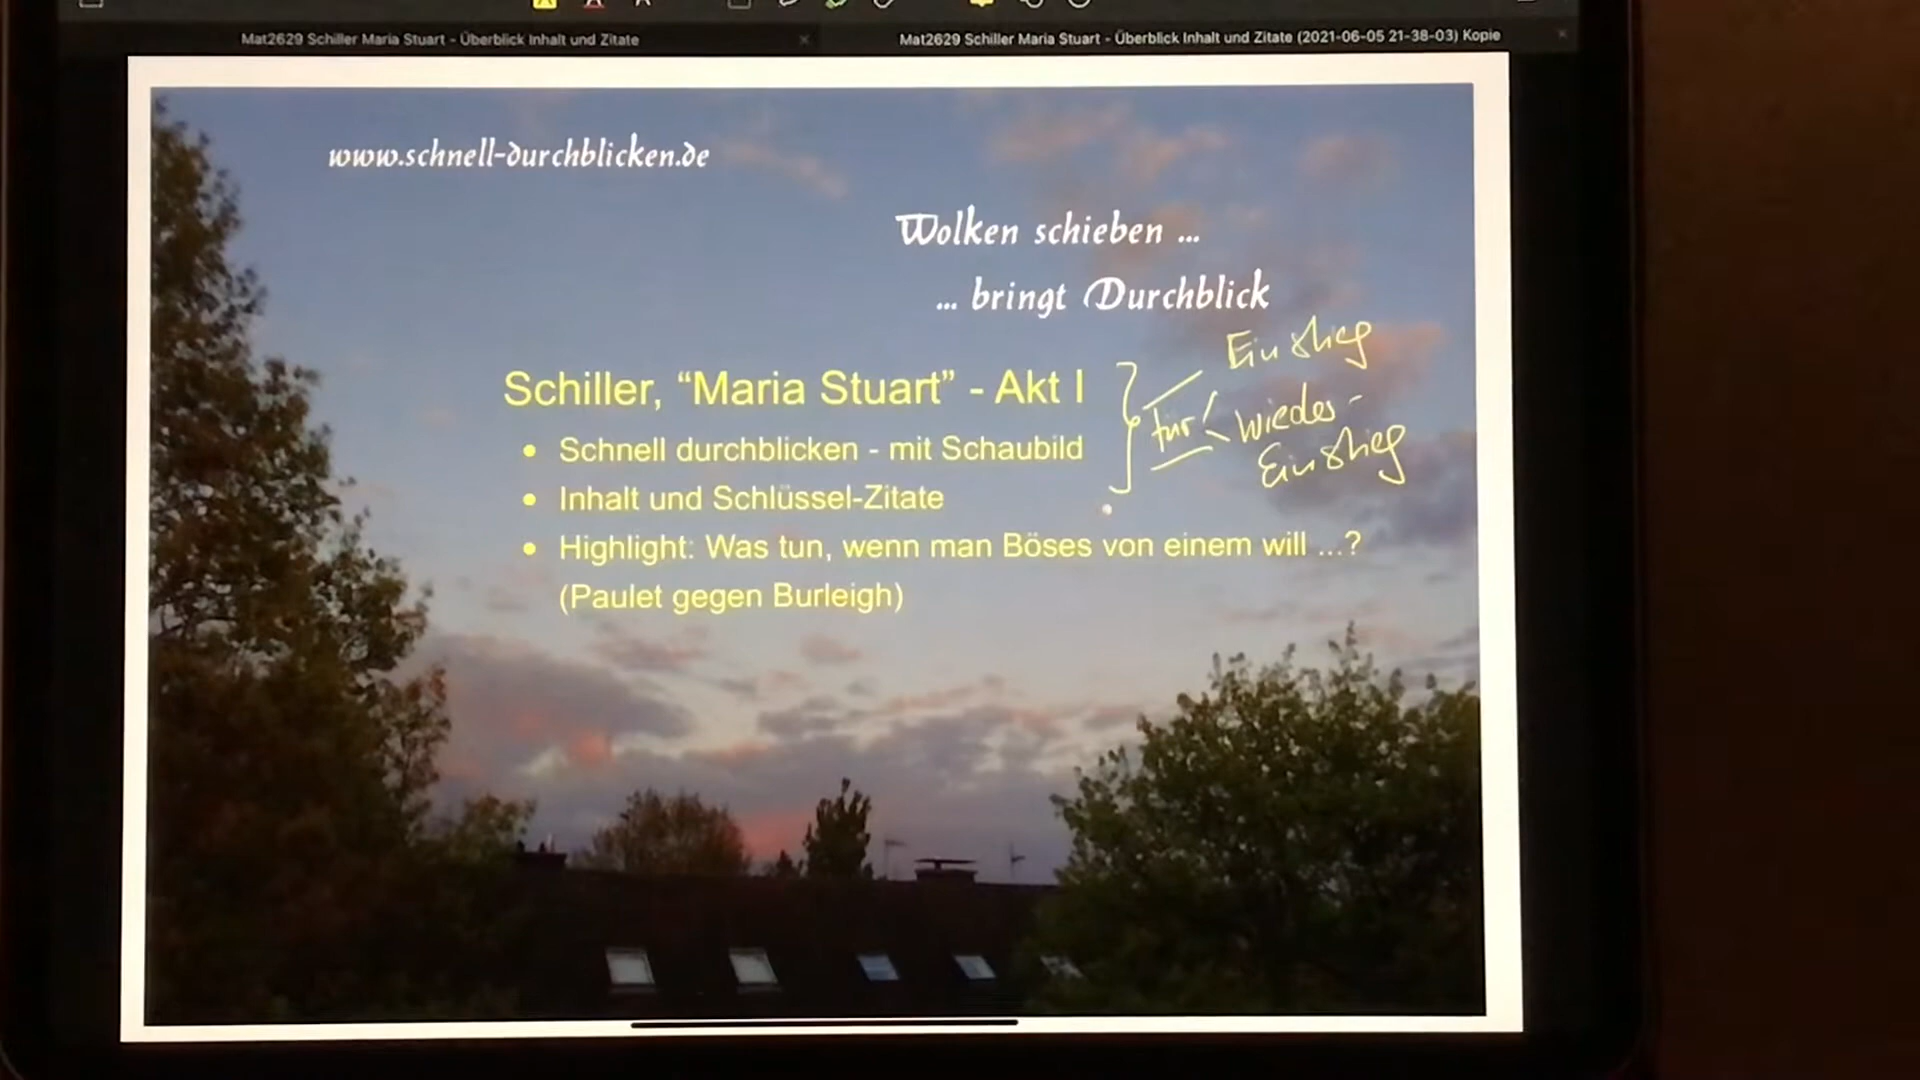 Mat2629 Schiller Maria Stuart - Überblick Inhalt und Zitate
Mat2629 Schiller Maria Stuart - Überblick Inhalt und Zitate (2021-06-05 21-38-03) Kopie
www.schnell-durchblicken.de
Wolken schieben ...
... bringt Durchblick
Schiller, “Maria Stuart” - Akt I
• Schnell durchblicken - mit Schaubild
• Inhalt und Schlüssel-Zitate
• Highlight: Was tun, wenn man Böses von einem will ...?
(Paulet gegen Burleigh)
für
Einstieg
Wieder-
Einstieg